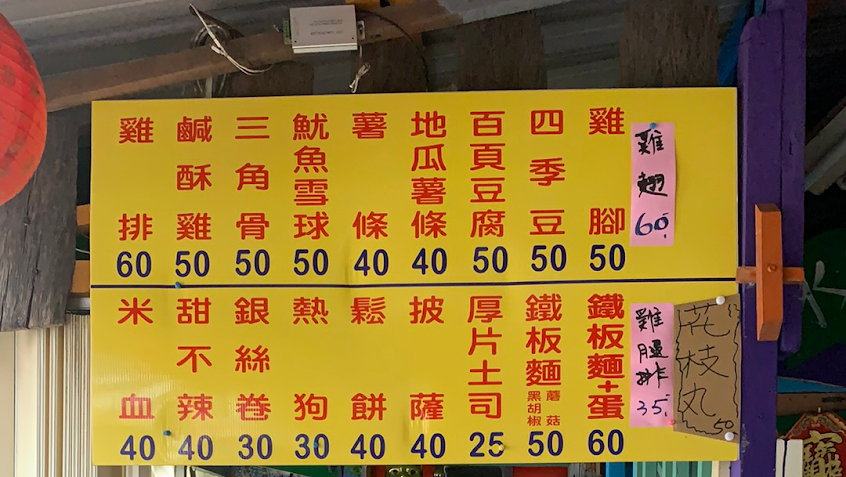 雞排 60
鹹酥雞 50
三角骨 50
魷魚雪球 50
薯條 40
地瓜薯條 40
百頁豆腐 50
四季豆 50
雞腳 50
雞翅 60
米血 40
甜不辣 40
銀絲卷 30
熱狗 30
鬆餅 40
披薩 40
厚片土司 25
鐵板麵 黑胡椒 蘑菇 50
鐵板麵+蛋 60
雞腿排 35
花枝丸 50